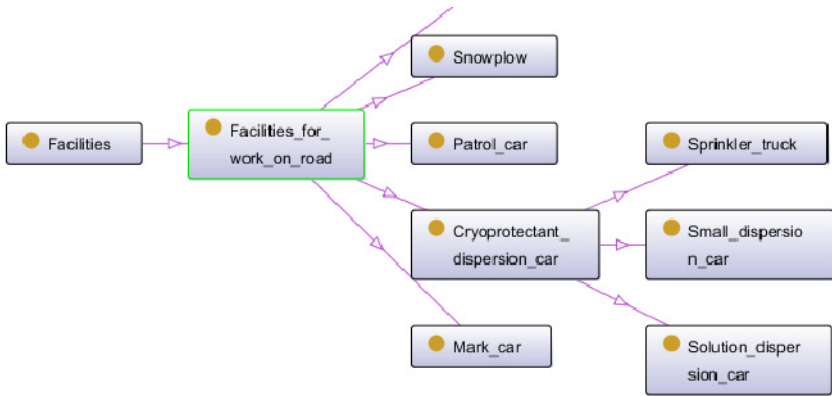 Snowplow
Facilities
Facilities_for_
work_on_road
Patrol_car
Sprinkler_truck
Cryoprotectant_
dispersion_car
Small_dispersio
n_car
Mark_car
Solution_disper
sion_car